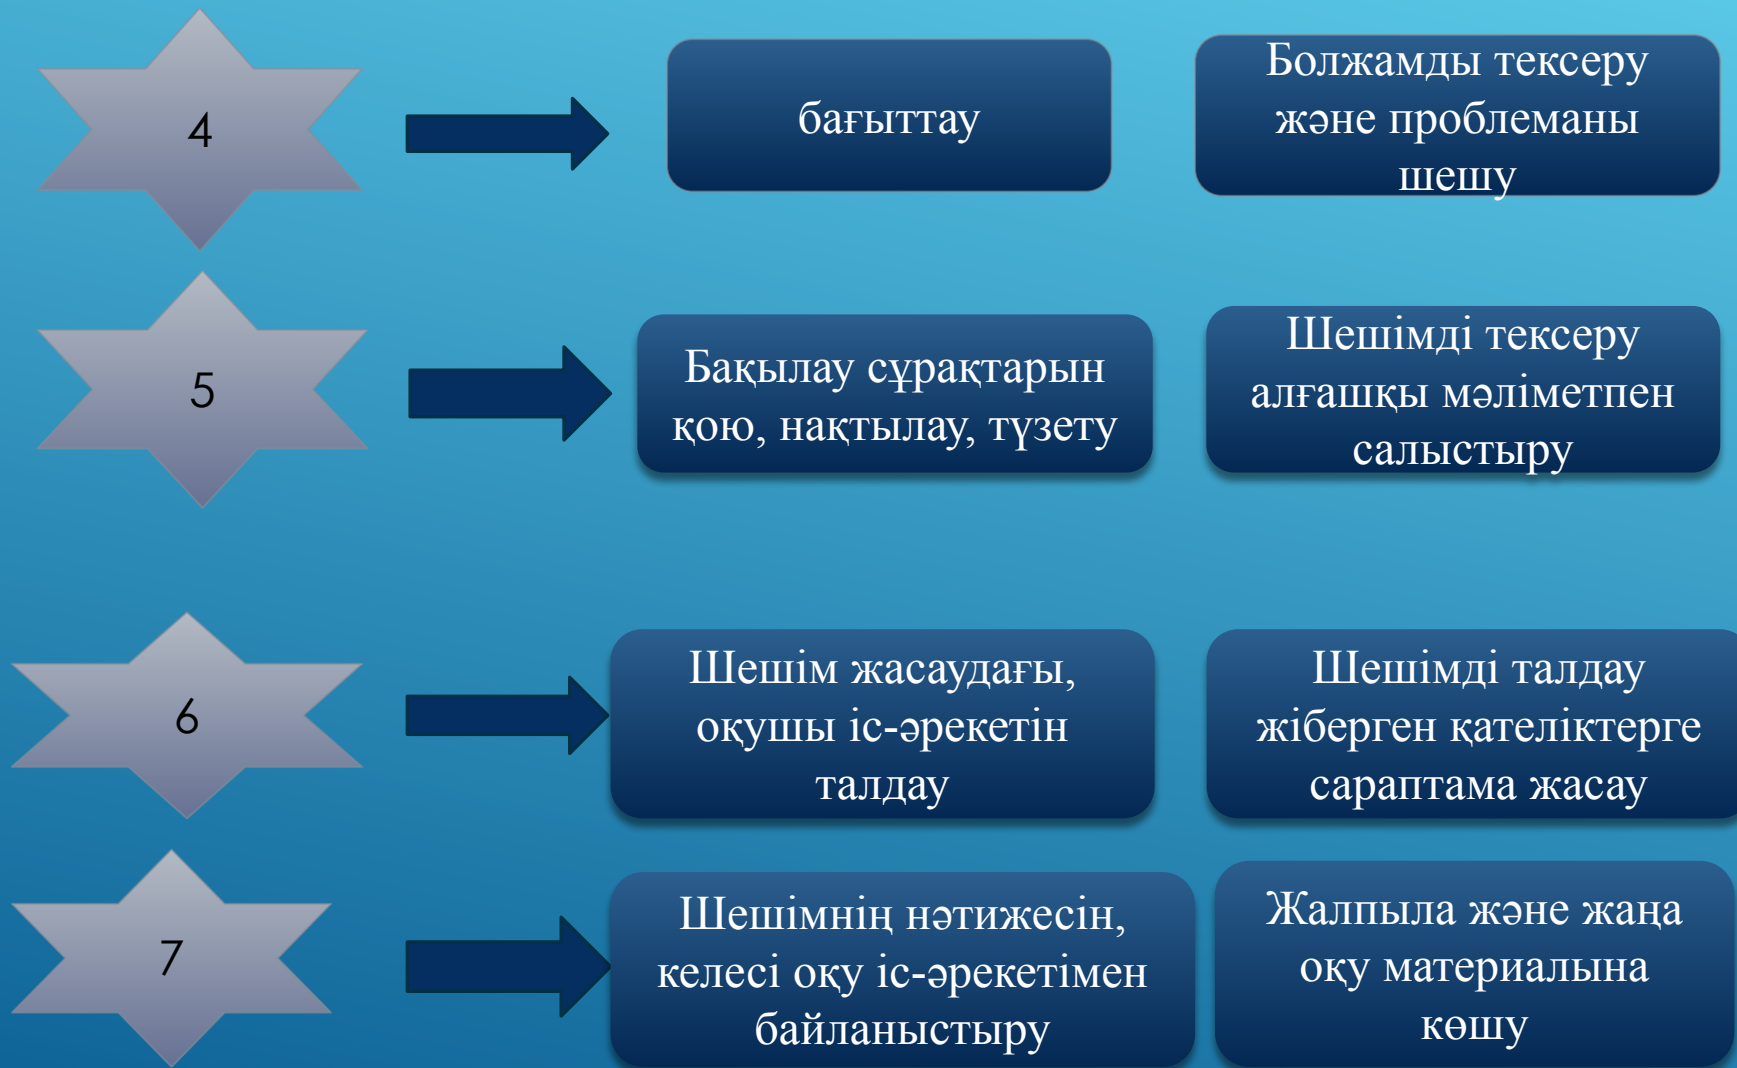 4
бағыттау
Болжамды тексеру
және проблеманы
шешу
5
Бақылау сұрақтарын
қою, нақтылау, түзету
Шешімді тексеру
алғашқы мәліметпен
салыстыру
6
Шешім жасаудағы,
оқушы іс-әрекетін
талдау
Шешімді талдау
жіберген қателіктерге
сараптама жасау
7
Шешімнің нәтижесін,
келесі оқу іс-әрекетімен
байланыстыру
Жалпыла және жаңа
оқу материалына
көшу